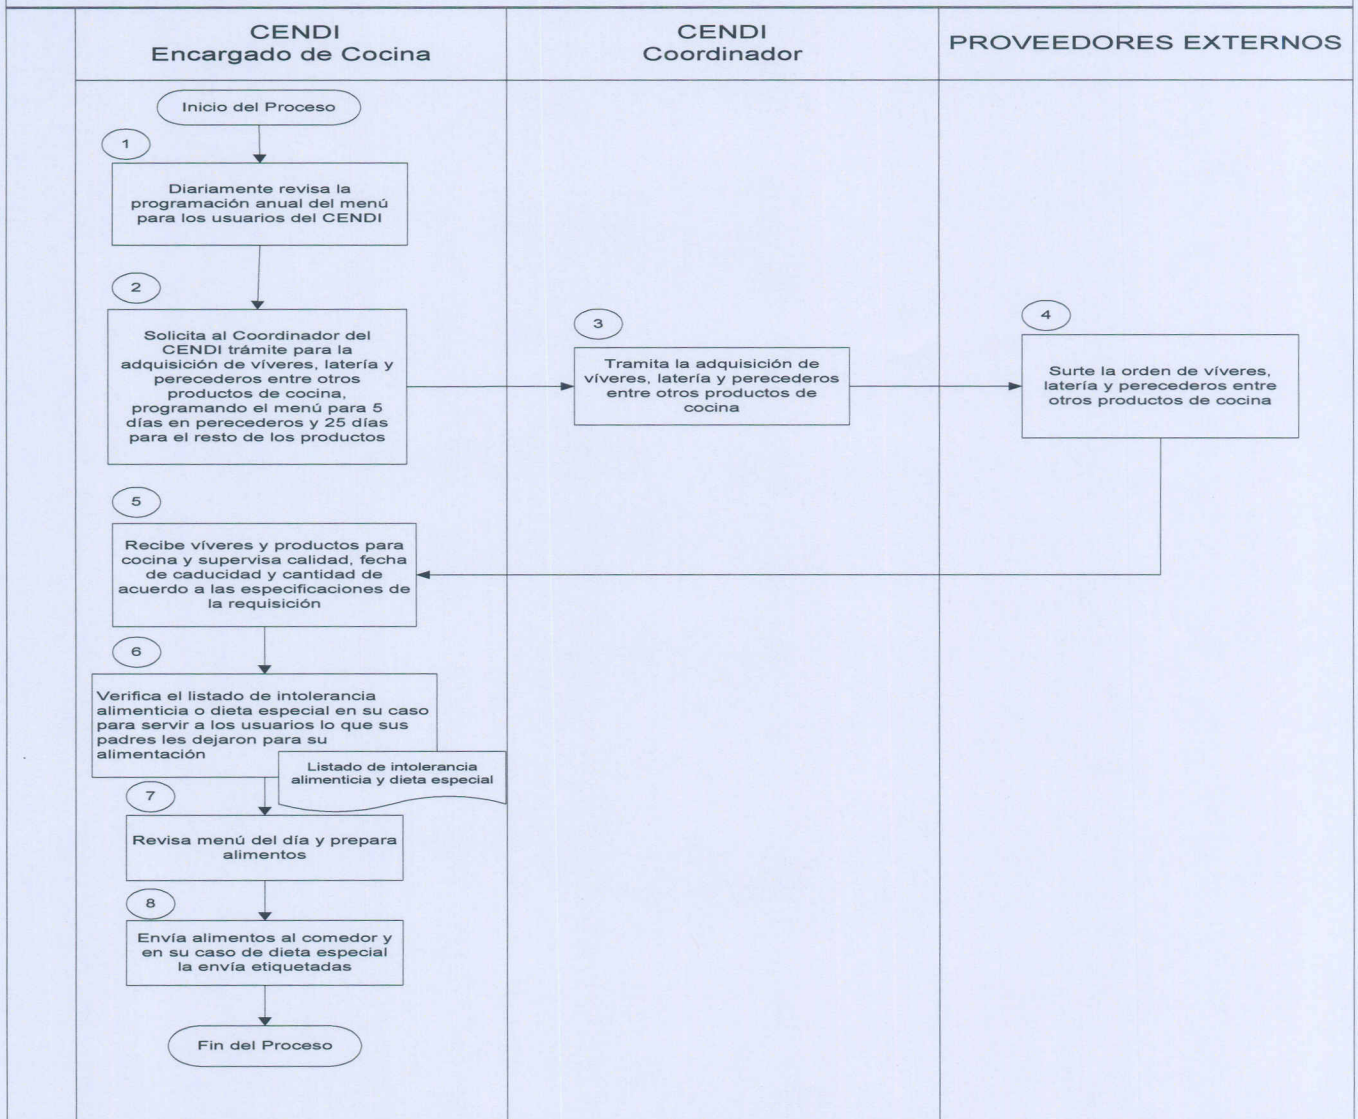 CENDI
Encargado de Cocina
CENDI
Coordinador
PROVEEDORES EXTERNOS
Inicio del Proceso
1
Diariamente revisa la
programación anual del menú
para los usuarios del CENDI
2
Solicita al Coordinador del
CENDI trámite para la
adquisición de víveres, latería y
perecederos entre otros
productos de cocina,
programando el menú para 5
días en perecederos y 25 días
para el resto de los productos
3
Tramita la adquisición de
víveres, latería y perecederos
entre otros productos de
cocina
4
Surte la orden de víveres,
latería y perecederos entre
otros productos de cocina
5
Recibe víveres y productos para
cocina y supervisa calidad, fecha
de caducidad y cantidad de
acuerdo a las especificaciones de
la requisición
6
Verifica el listado de intolerancia
alimenticia o dieta especial en su caso
para servir a los usuarios lo que sus
padres les dejaron para su
alimentación
Listado de intolerancia
alimenticia y dieta especial
7
Revisa menú del día y prepara
alimentos
8
Envía alimentos al comedor y
en su caso de dieta especial
la envía etiquetadas
Fin del Proceso